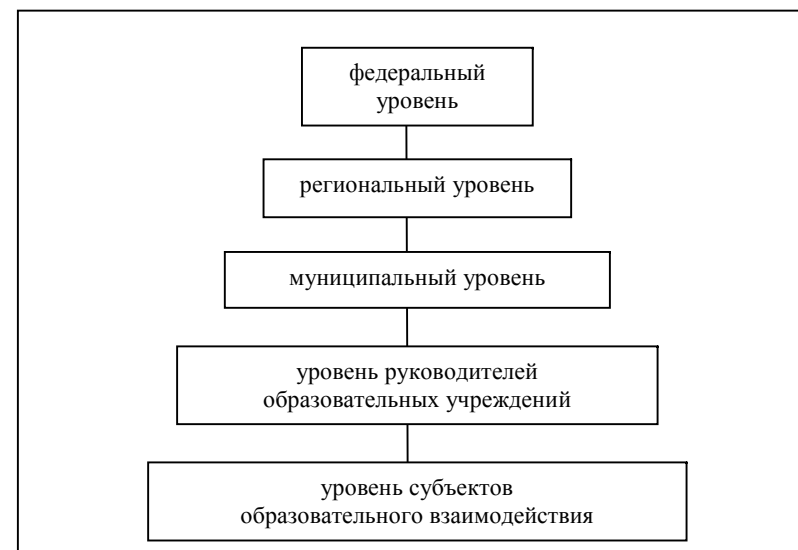 федеральный
уровень
региональный уровень
муниципальный уровень
уровень руководителей
образовательных учреждений
уровень субъектов
образовательного взаимодействия